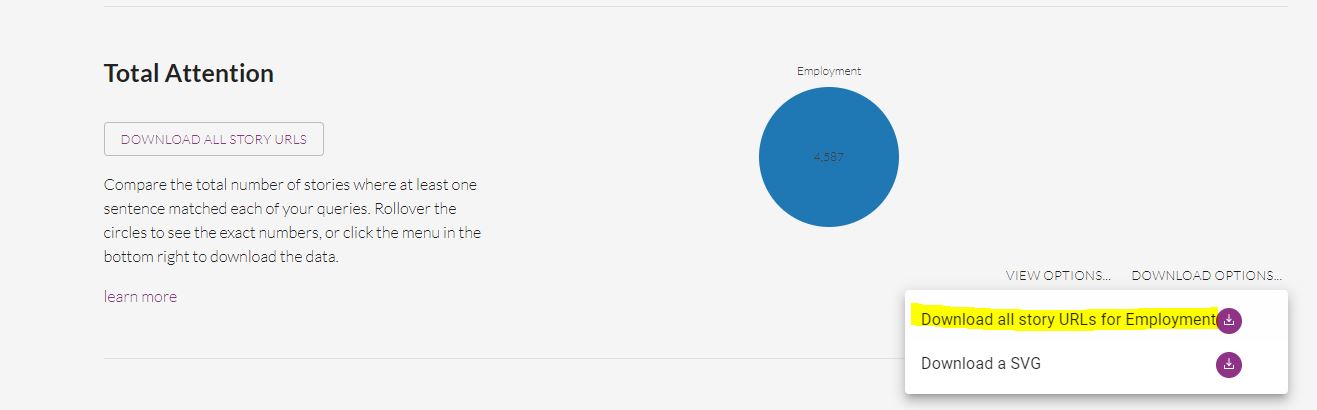 Total Attention
DOWNLOAD ALL STORY URLS
Compare the total number of stories where at least one
sentence matched each of your queries. Rollover the
circles to see the exact numbers, or click the menu in the
bottom right to download the data.
learn more
Employment
4,587
VIEW OPTIONS... DOWNLOAD OPTIONS...
Download all story URLs for Employment
Download a SVG